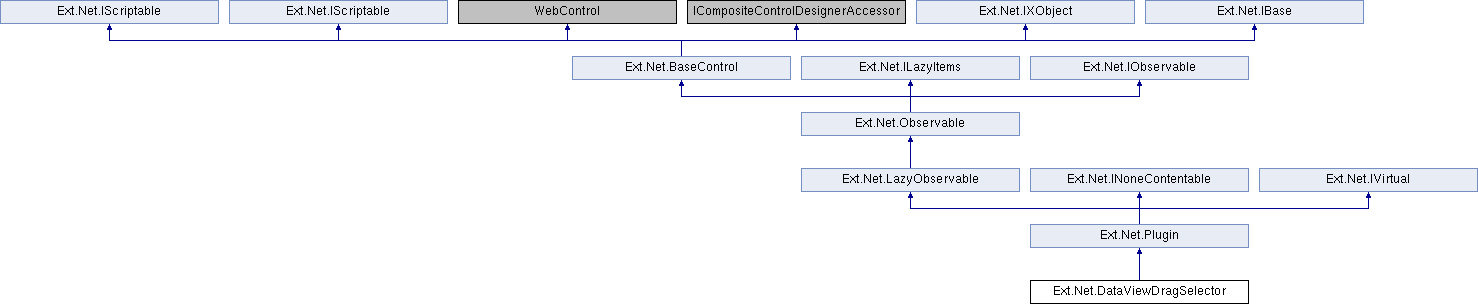 Ext.Net.IScriptable
Ext.Net.IScriptable
WebControl
ICompositeControlDesignerAccessor
Ext.Net.IXObject
Ext.Net.IBase
Ext.Net.BaseControl
Ext.Net.ILazyItems
Ext.Net.IObservable
Ext.Net.Observable
Ext.Net.LazyObservable
Ext.Net.INoneContentable
Ext.Net.IVirtual
Ext.Net.Plugin
Ext.Net.DataViewDragSelector